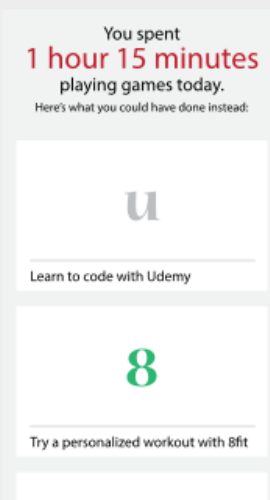 You spent
1 hour 15 minutes
playing games today.
Here's what you could have done instead:
u
Learn to code with Udemy
8
Try a personalized workout with 8fit